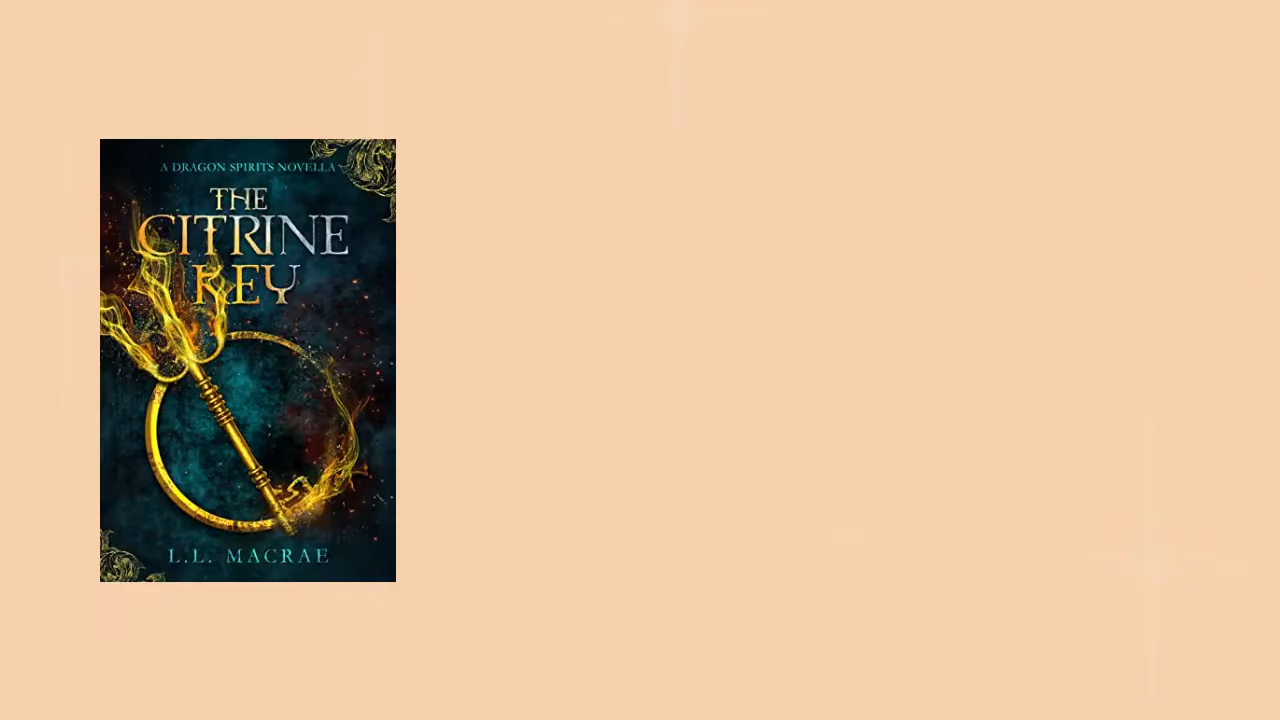 A DRAGON SPIRITS NOVELLA
THE
CITRINE
KEY
L.L. MACRAE